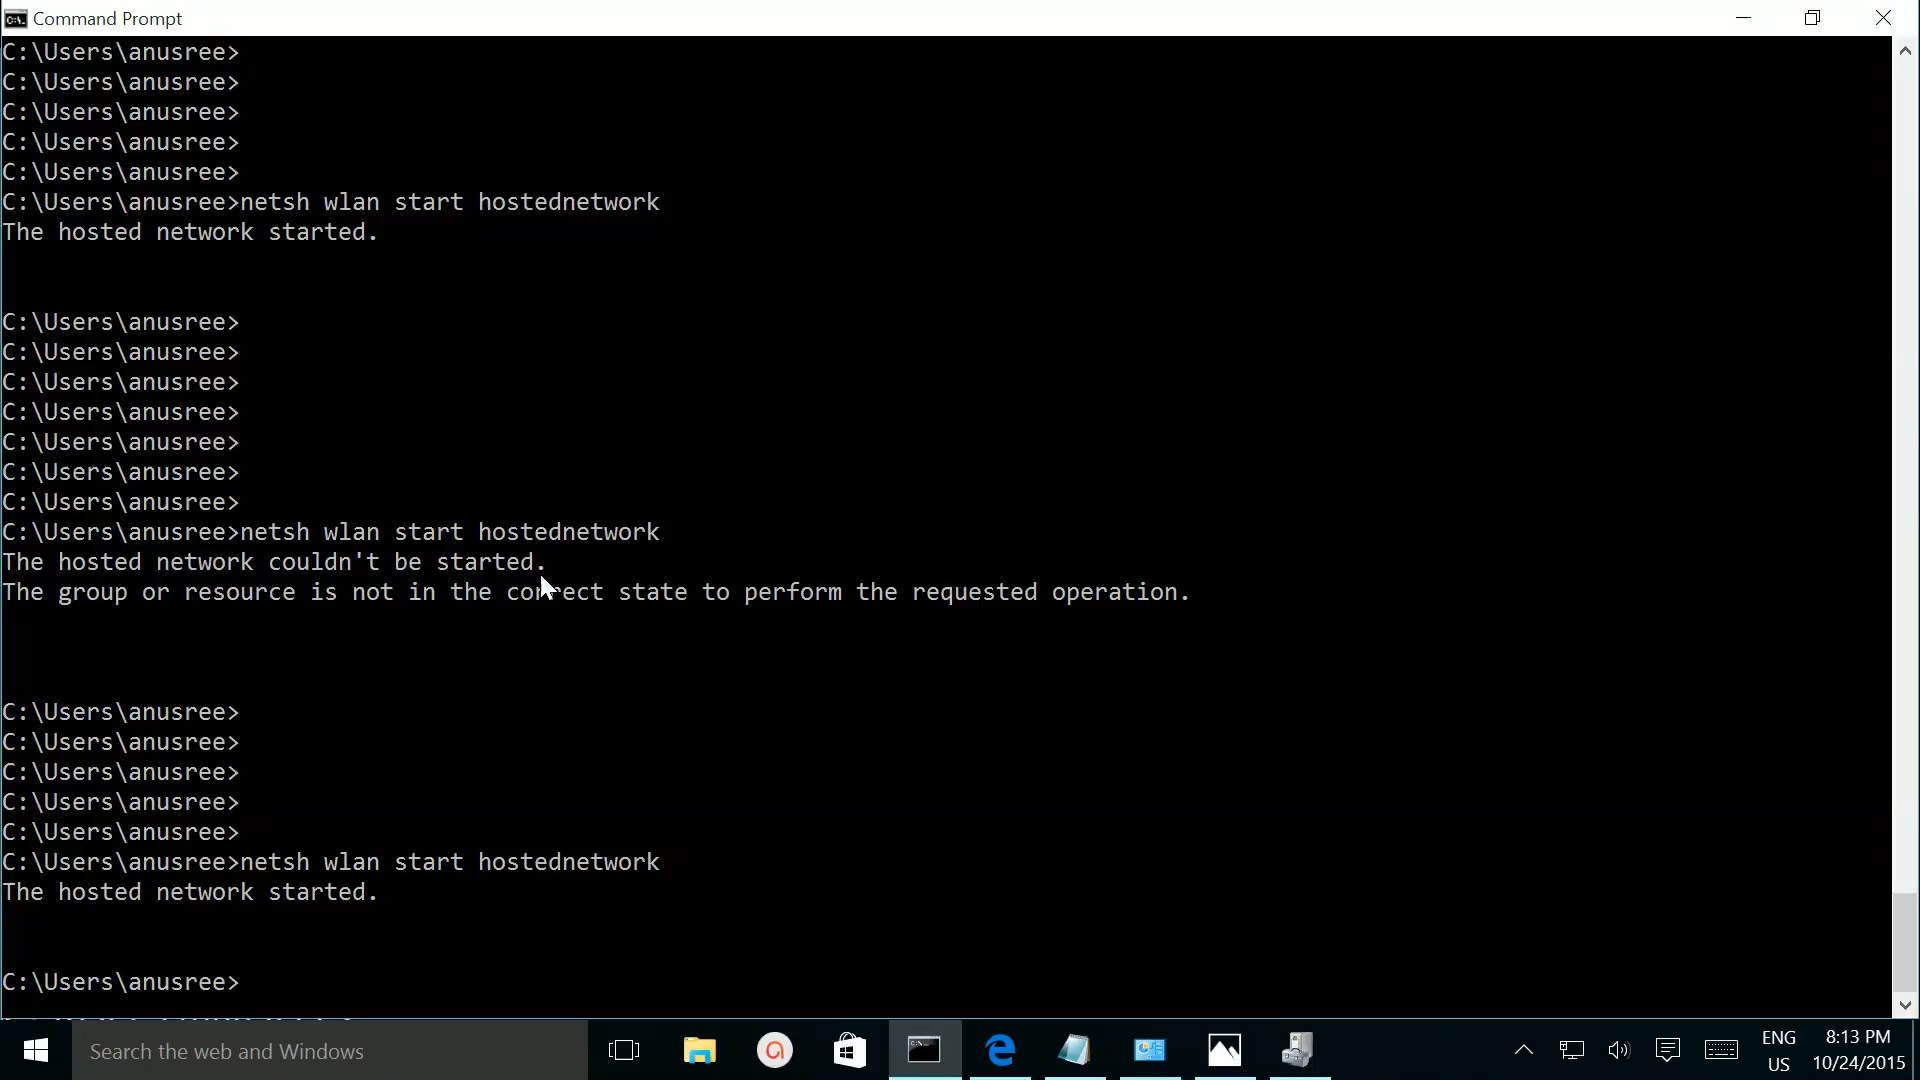 Command Prompt
C:\Users\anusree>
C:\Users\anusree>
C:\Users\anusree>
C:\Users\anusree>
C:\Users\anusree>
C:\Users\anusree>netsh wlan start hostednetwork
The hosted network started.
C:\Users\anusree>
C:\Users\anusree>
C:\Users\anusree>
C:\Users\anusree>
C:\Users\anusree>
C:\Users\anusree>
C:\Users\anusree>
C:\Users\anusree>netsh wlan start hostednetwork
The hosted network couldn't be started.
The group or resource is not in the correct state to perform the requested operation.
C:\Users\anusree>
C:\Users\anusree>
C:\Users\anusree>
C:\Users\anusree>
C:\Users\anusree>
C:\Users\anusree>netsh wlan start hostednetwork
The hosted network started.
C:\Users\anusree>
Search the web and Windows
ENG 8:13 PM
US 10/24/2015